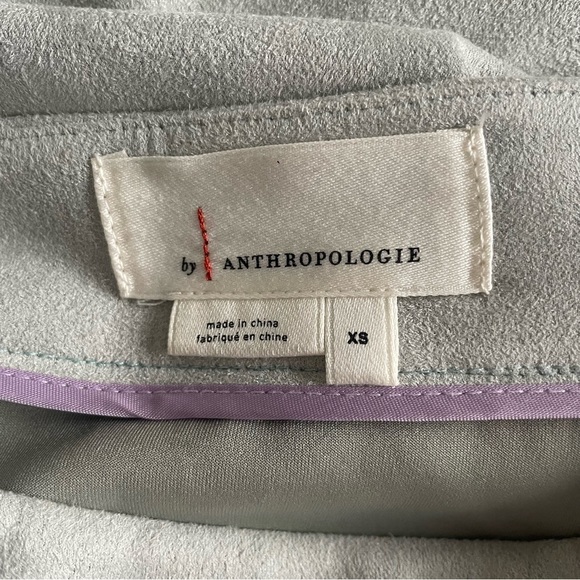 by ANTHROPOLOGIE
made in china
fabriqué en chine
XS